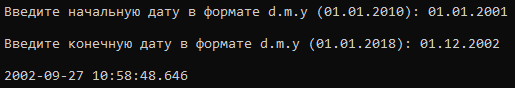 Введите начальную дату в формате d.m.y (01.01.2010): 01.01.2001
Введите конечную дату в формате d.m.y (01.01.2018): 01.12.2002
2002-09-27 10:58:48.646